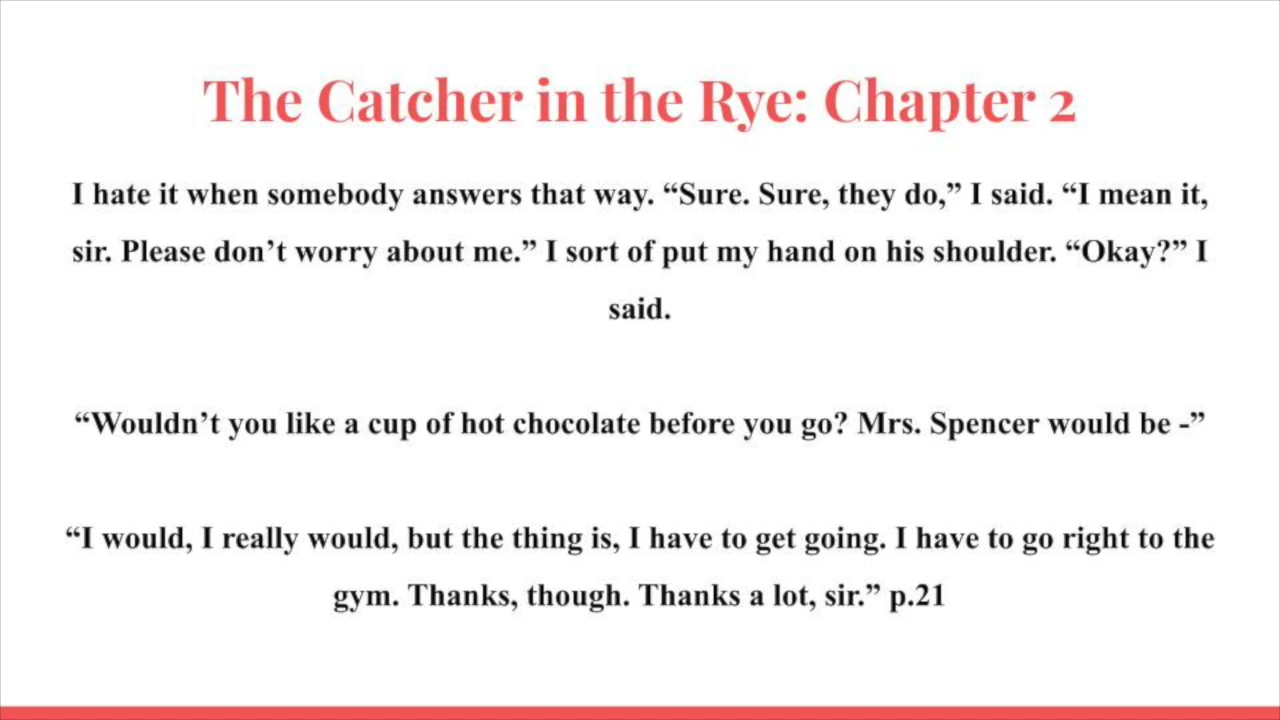 The Catcher in the Rye: Chapter 2
I hate it when somebody answers that way. “Sure. Sure, they do,” I said. “I mean it,
sir. Please don’t worry about me.” I sort of put my hand on his shoulder. “Okay?” I
said.
“Wouldn’t you like a cup of hot chocolate before you go? Mrs. Spencer would be -”
“I would, I really would, but the thing is, I have to get going. I have to go right to the
gym. Thanks, though. Thanks a lot, sir.” p.21